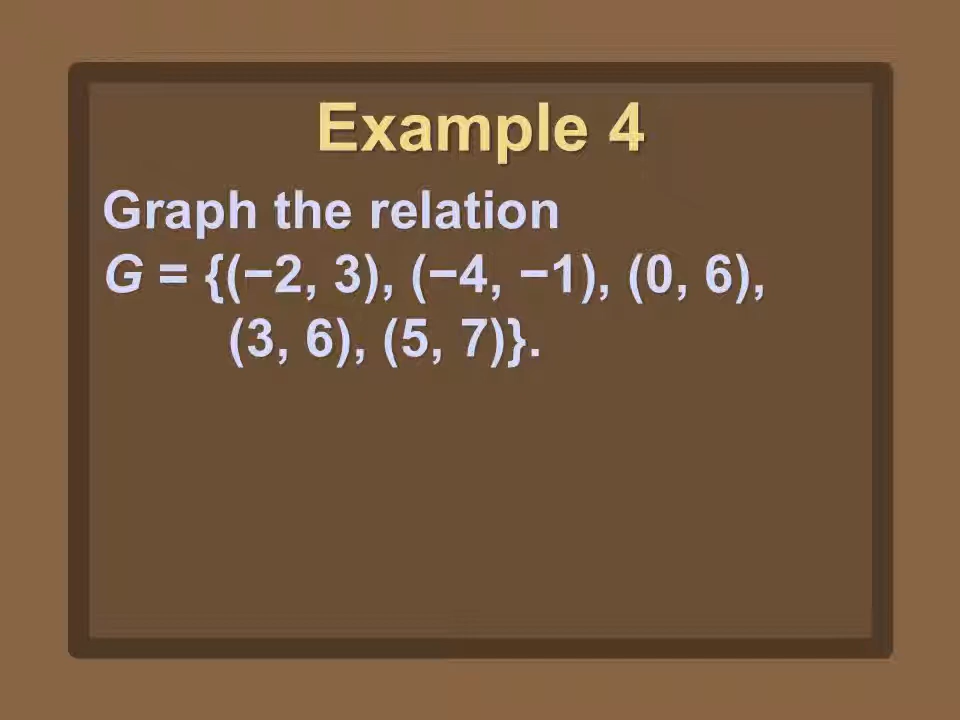 Example 4
Graph the relation
G = {(−2, 3), (−4, −1), (0, 6),
(3, 6), (5, 7)}.